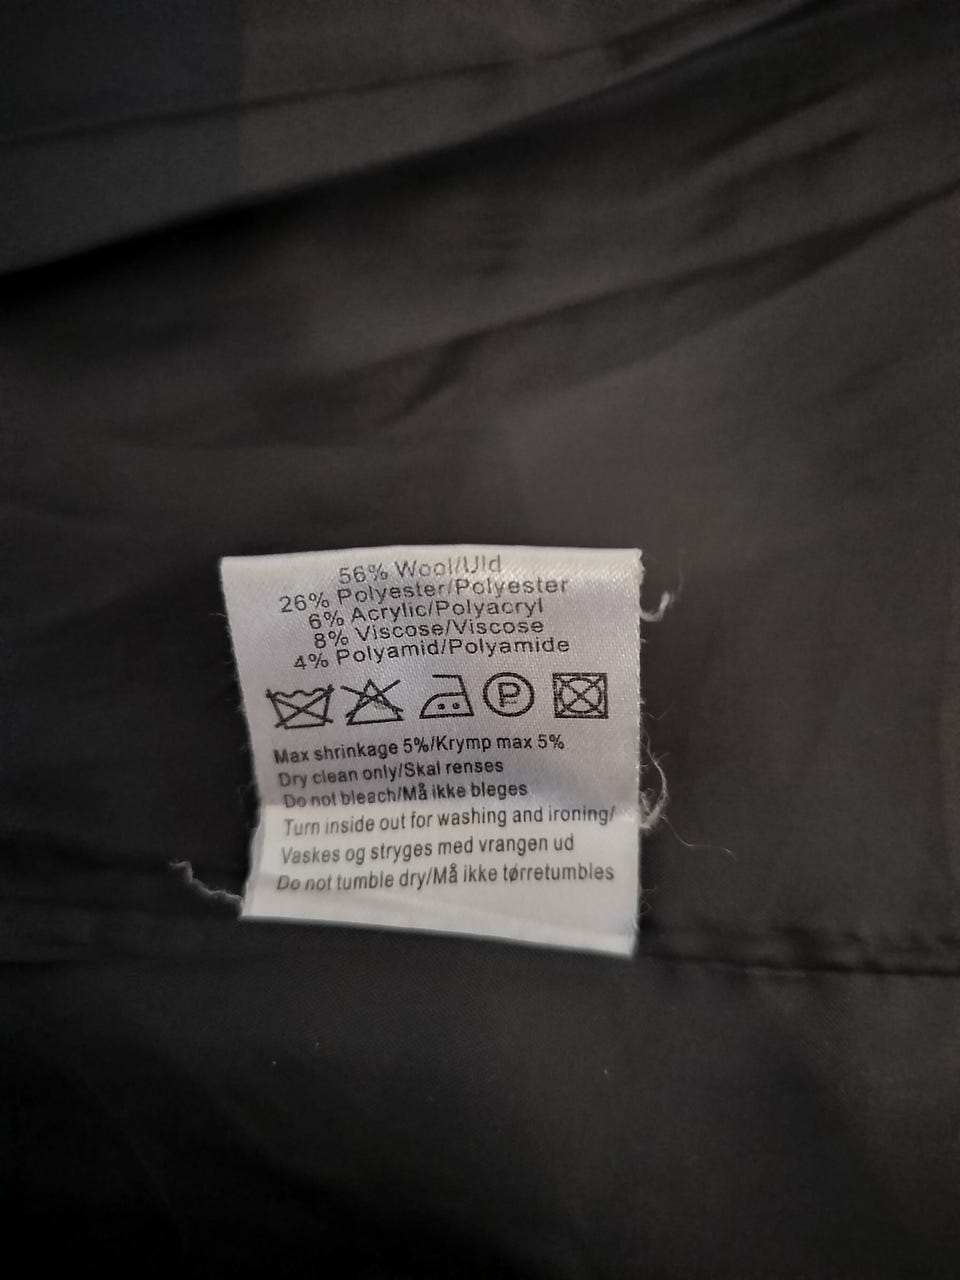 56% Wool/Uld
26% Polyester/Polyester
6% Acrylic/Polyacryl
8% Viscose/Viscose
4% Polyamid/Polyamide
P
Max shrinkage 5%/Krymp max 5%
Dry clean only/Skal renses
Do not bleach/Må ikke bleges
Turn inside out for washing and ironing/
Vaskes og stryges med vrangen ud
Do not tumble dry/Må ikke tørretumbles